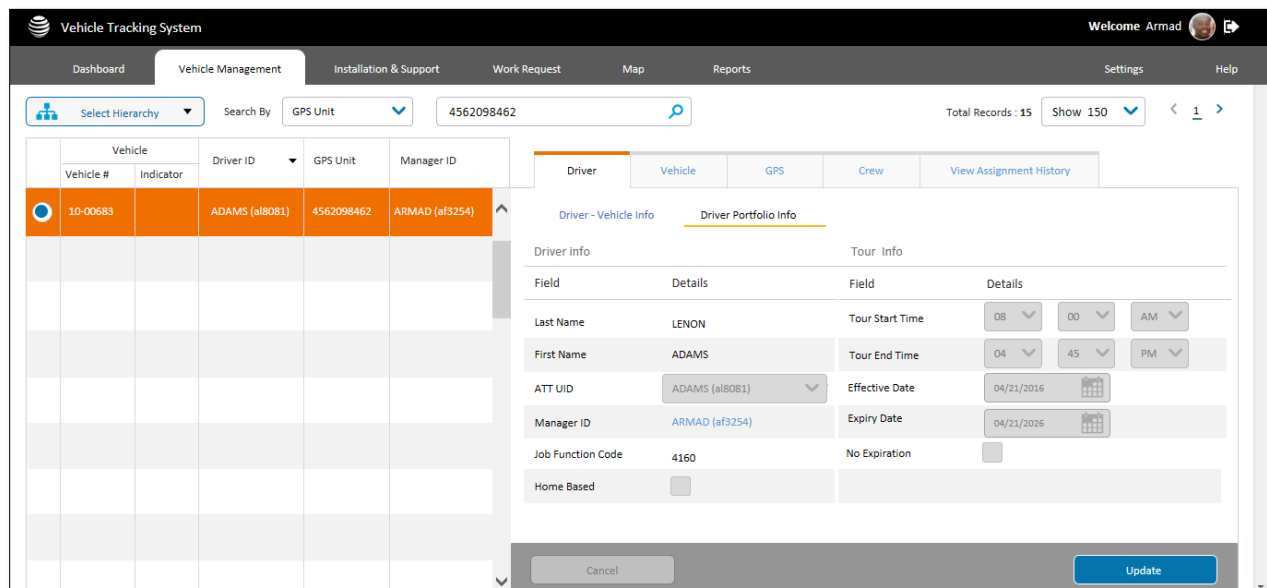 Vehicle Tracking System Welcome Armad
Dashboard Vehicle Management Installation & Support Work Request Map Reports Settings Help
Select Hierarchy Search By GPS Unit 4562098462 Total Records : 15 Show 150 < 1 >
Vehicle
Vehicle # Indicator Driver ID GPS Unit Manager ID
10-00683 ADAMS (al8081) 4562098462 ARMAD (af3254)
Driver Vehicle GPS Crew View Assignment History
Driver - Vehicle Info Driver Portfolio Info
Driver info Tour Info
Field Details Field Details
Last Name LENON Tour Start Time 08 00 AM
First Name ADAMS Tour End Time 04 45 PM
ATT UID ADAMS (al8081) Effective Date 04/21/2016
Manager ID ARMAD (af3254) Expiry Date 04/21/2026
Job Function Code 4160 No Expiration
Home Based
Cancel Update